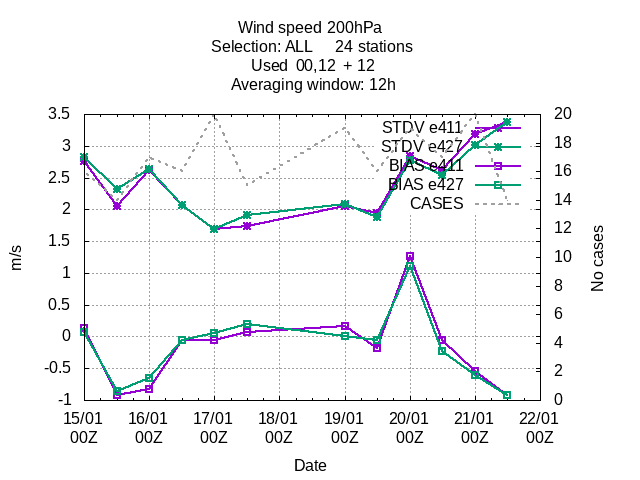 Wind speed 200hPa
Selection: ALL 24 stations
Used 00,12 + 12
Averaging window: 12h
3.5
3
2.5
2
1.5
1
0.5
0
-0.5
-1
m/s
20
18
16
14
12
10
8
6
4
2
0
No cases
STDV e411
STDV e427
BIAS e411
BIAS e427
CASES
15/01 16/01 17/01 18/01 19/01 20/01 21/01 22/01
00Z 00Z 00Z 00Z 00Z 00Z 00Z 00Z
Date